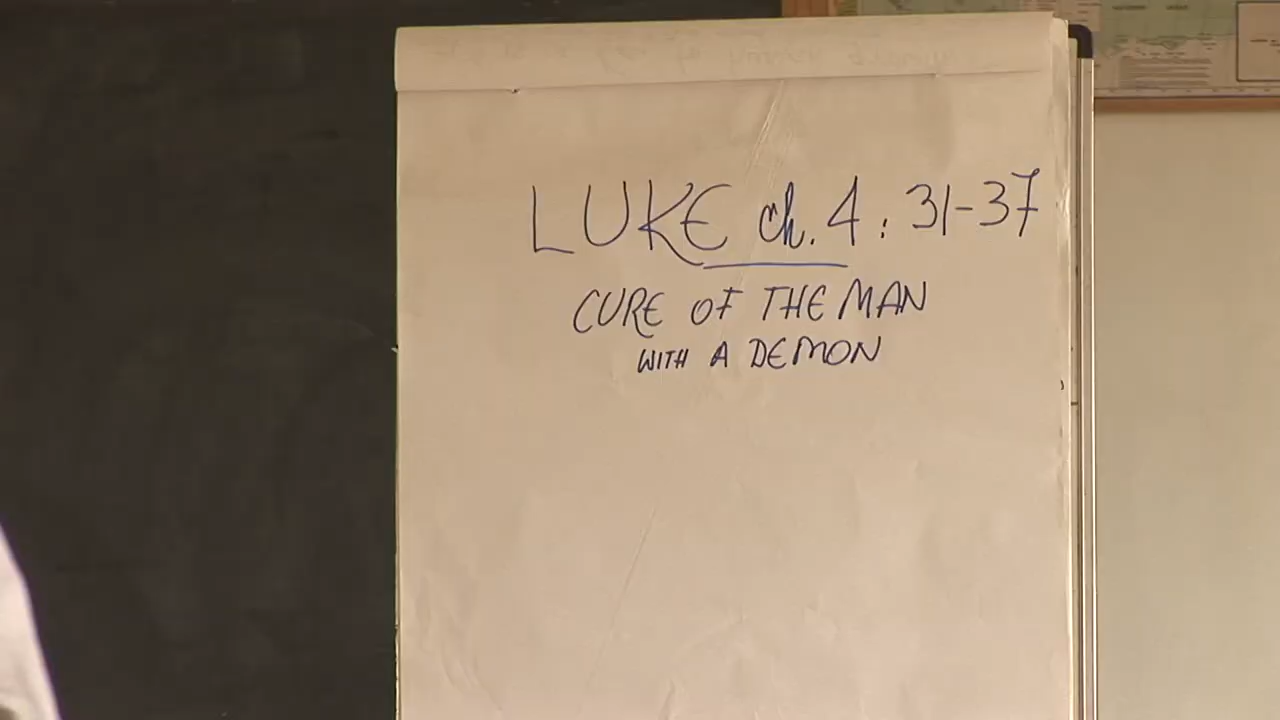 LUKE ch. 4 : 31-37
CURE OF THE MAN
WITH A DEMON